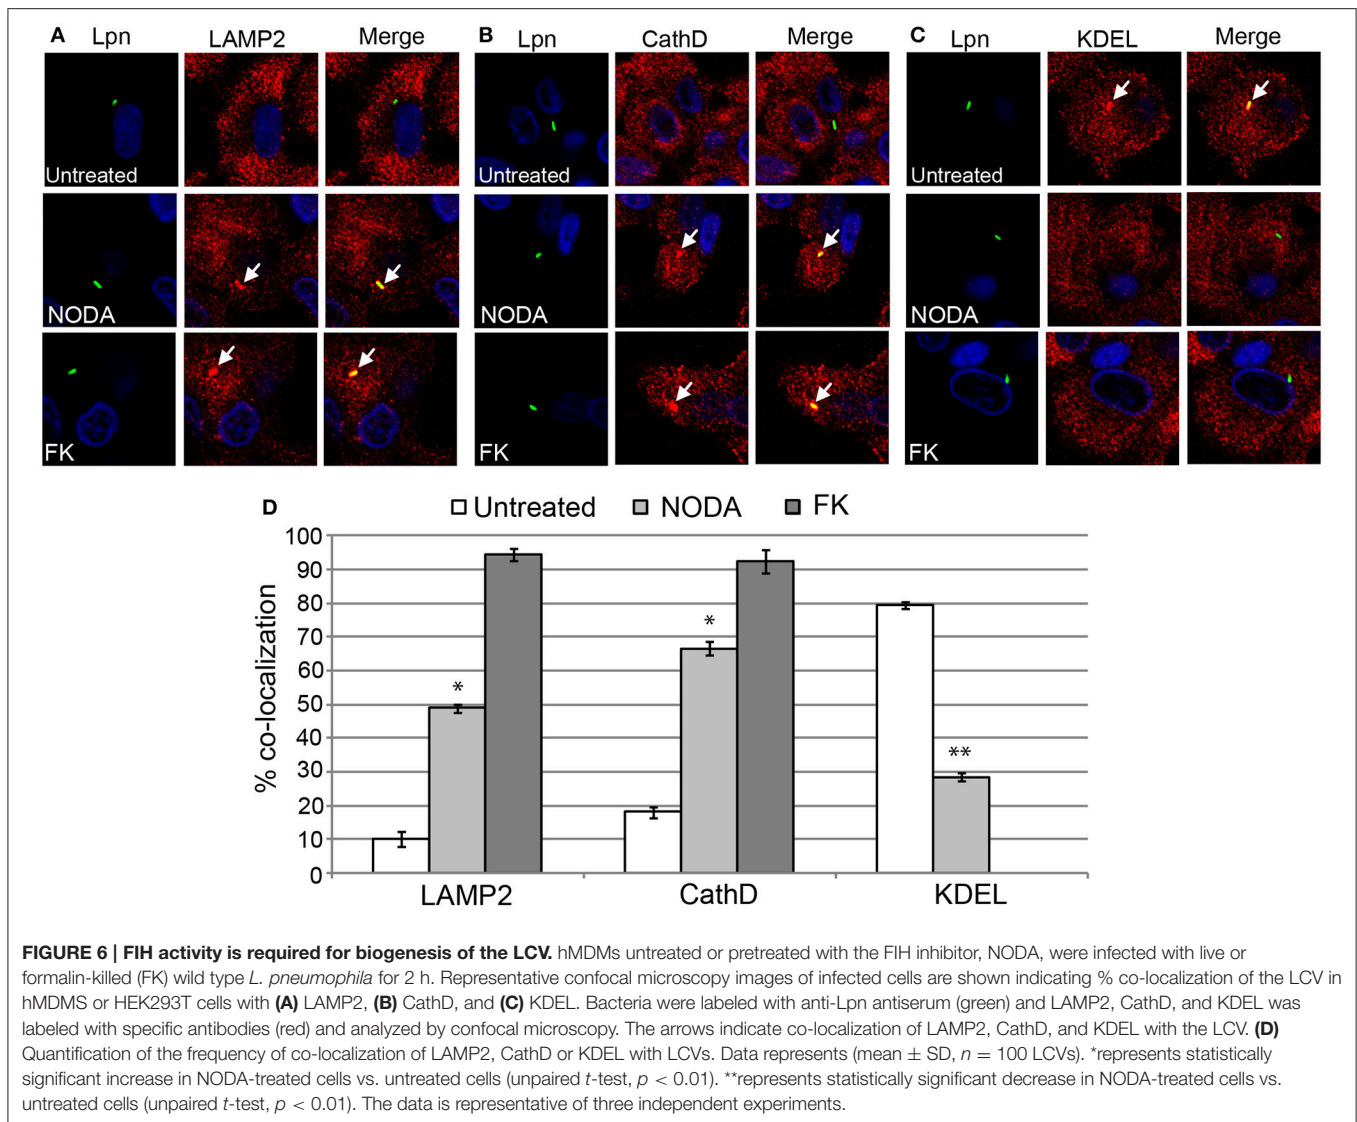 A Lpn LAMP2 Merge B Lpn CathD Merge C Lpn KDEL Merge
Untreated Untreated Untreated
NODA NODA NODA
FK FK FK
D Untreated NODA FK
100
90
80
70
60
50
40
30
20
10
0
% co-localization
* * **
LAMP2 CathD KDEL
FIGURE 6 | FIH activity is required for biogenesis of the LCV. hMDMs untreated or pretreated with the FIH inhibitor, NODA, were infected with live or
formalin-killed (FK) wild type L. pneumophila for 2 h. Representative confocal microscopy images of infected cells are shown indicating % co-localization of the LCV in
hMDMS or HEK293T cells with (A) LAMP2, (B) CathD, and (C) KDEL. Bacteria were labeled with anti-Lpn antiserum (green) and LAMP2, CathD, and KDEL was
labeled with specific antibodies (red) and analyzed by confocal microscopy. The arrows indicate co-localization of LAMP2, CathD, and KDEL with the LCV. (D)
Quantification of the frequency of co-localization of LAMP2, CathD or KDEL with LCVs. Data represents (mean ± SD, n = 100 LCVs). *represents statistically
significant increase in NODA-treated cells vs. untreated cells (unpaired t-test, p < 0.01). **represents statistically significant decrease in NODA-treated cells vs.
untreated cells (unpaired t-test, p < 0.01). The data is representative of three independent experiments.